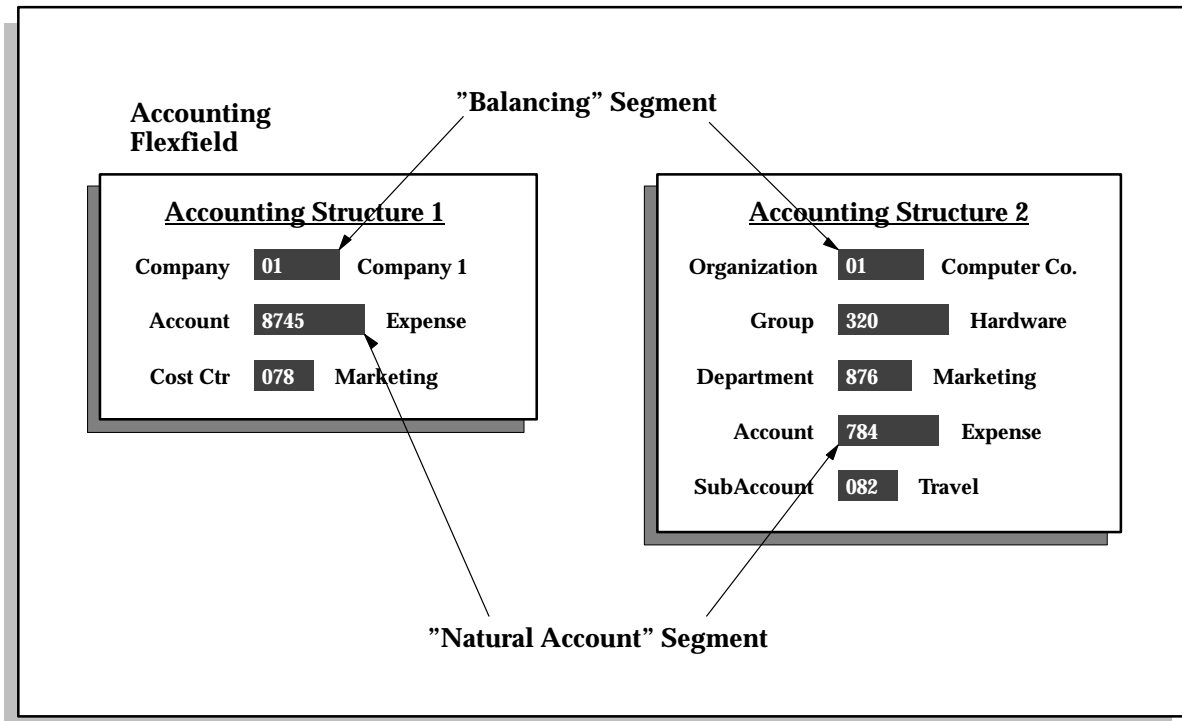 ”Balancing” Segment
Accounting
Flexfield
Accounting Structure 1
Company 01 Company 1
Account 8745 Expense
Cost Ctr 078 Marketing
Accounting Structure 2
Organization 01 Computer Co.
Group 320 Hardware
Department 876 Marketing
Account 784 Expense
SubAccount 082 Travel
”Natural Account” Segment